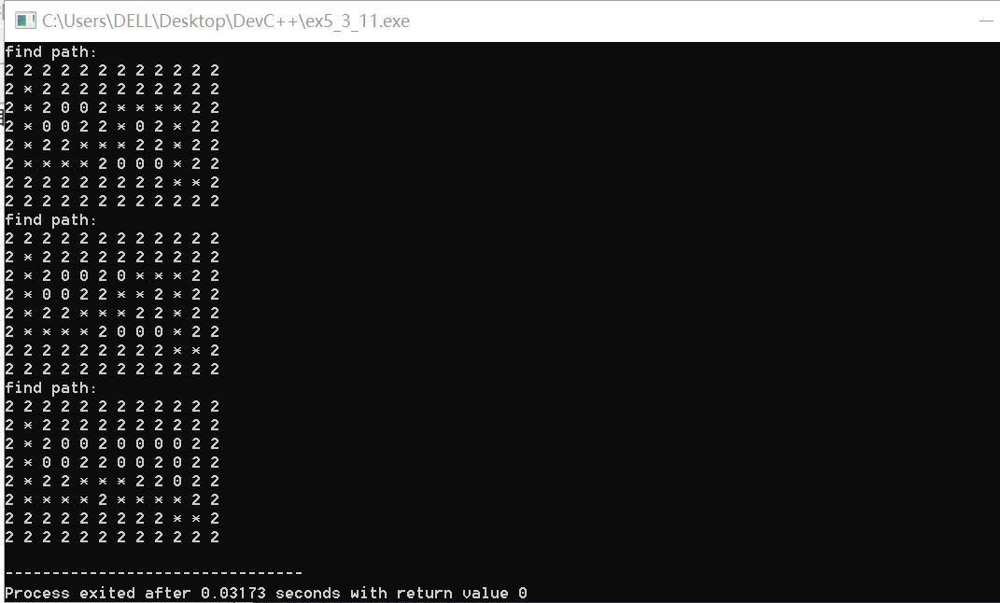 C:\Users\DELL\Desktop\DevC++\ex5_3_11.exe
find path:
2 2 2 2 2 2 2 2 2 2 2 2
2 * 2 2 2 2 2 2 2 2 2 2
2 * 2 0 0 2 * * * * 2 2
2 * 0 0 2 2 * 0 2 * 2 2
2 * 2 2 * * * 2 2 * 2 2
2 * * * * 2 0 0 0 * 2 2
2 2 2 2 2 2 2 2 2 * * 2
2 2 2 2 2 2 2 2 2 2 2 2
find path:
2 2 2 2 2 2 2 2 2 2 2 2
2 * 2 2 2 2 2 2 2 2 2 2
2 * 2 0 0 2 0 * * * 2 2
2 * 0 0 2 2 * * 2 * 2 2
2 * 2 2 * * * 2 2 * 2 2
2 * * * * 2 0 0 0 * 2 2
2 2 2 2 2 2 2 2 2 * * 2
2 2 2 2 2 2 2 2 2 2 2 2
find path:
2 2 2 2 2 2 2 2 2 2 2 2
2 * 2 2 2 2 2 2 2 2 2 2
2 * 2 0 0 2 0 0 0 0 2 2
2 * 0 0 2 2 0 0 2 0 2 2
2 * 2 2 * * * 2 2 0 2 2
2 * * * * 2 * * * * 2 2
2 2 2 2 2 2 2 2 2 * * 2
2 2 2 2 2 2 2 2 2 2 2 2
--------------------------------
Process exited after 0.03173 seconds with return value 0